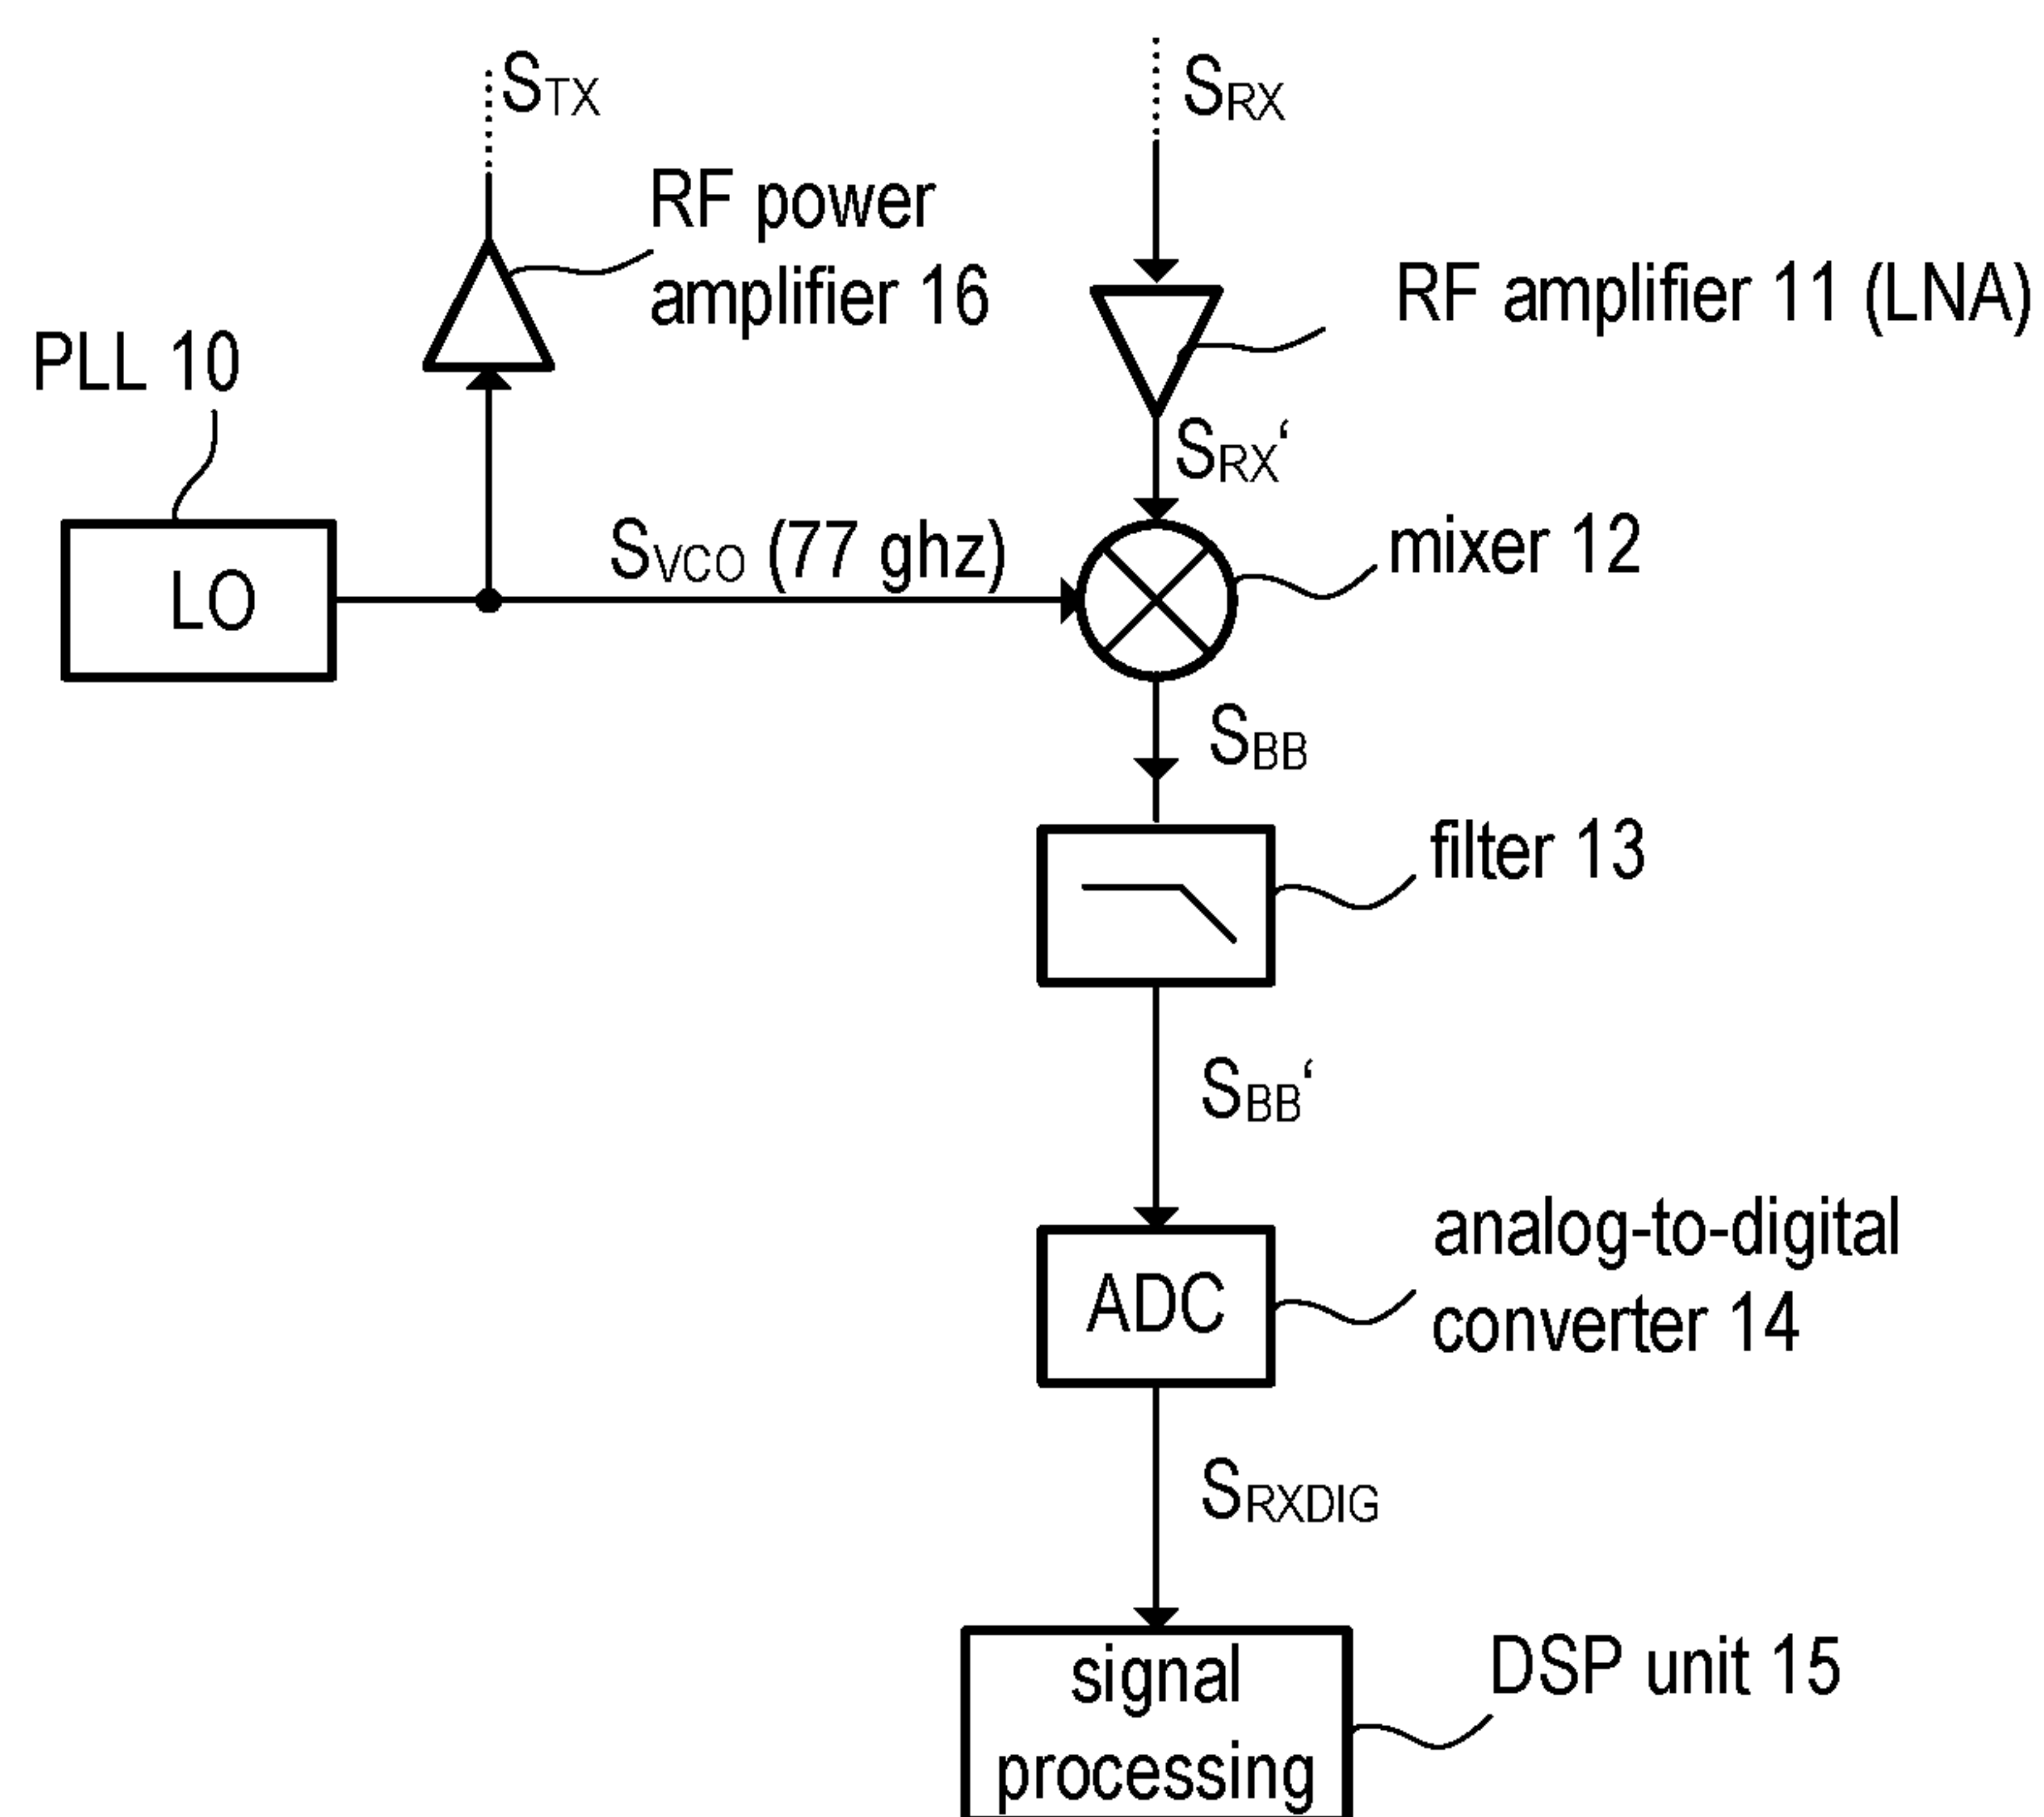 STX
SRX
RF power
amplifier 16
RF amplifier 11 (LNA)
PLL 10
SRX‘
LO
SVCO (77 ghz)
mixer 12
SBB
filter 13
SBB‘
ADC
analog-to-digital
converter 14
SRXDIG
signal
processing
DSP unit 15